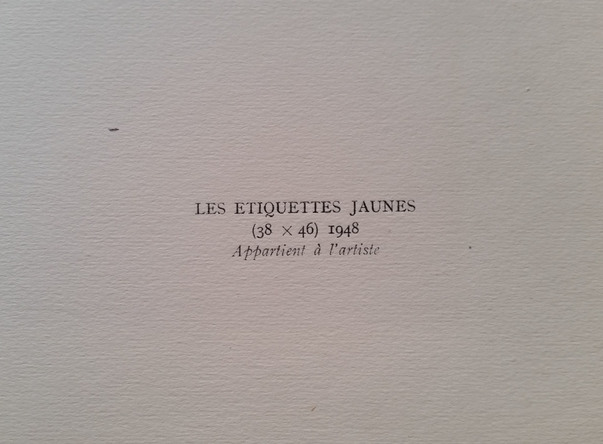 LES ETIQUETTES JAUNES
(38 × 46) 1948
Appartient à l'artiste